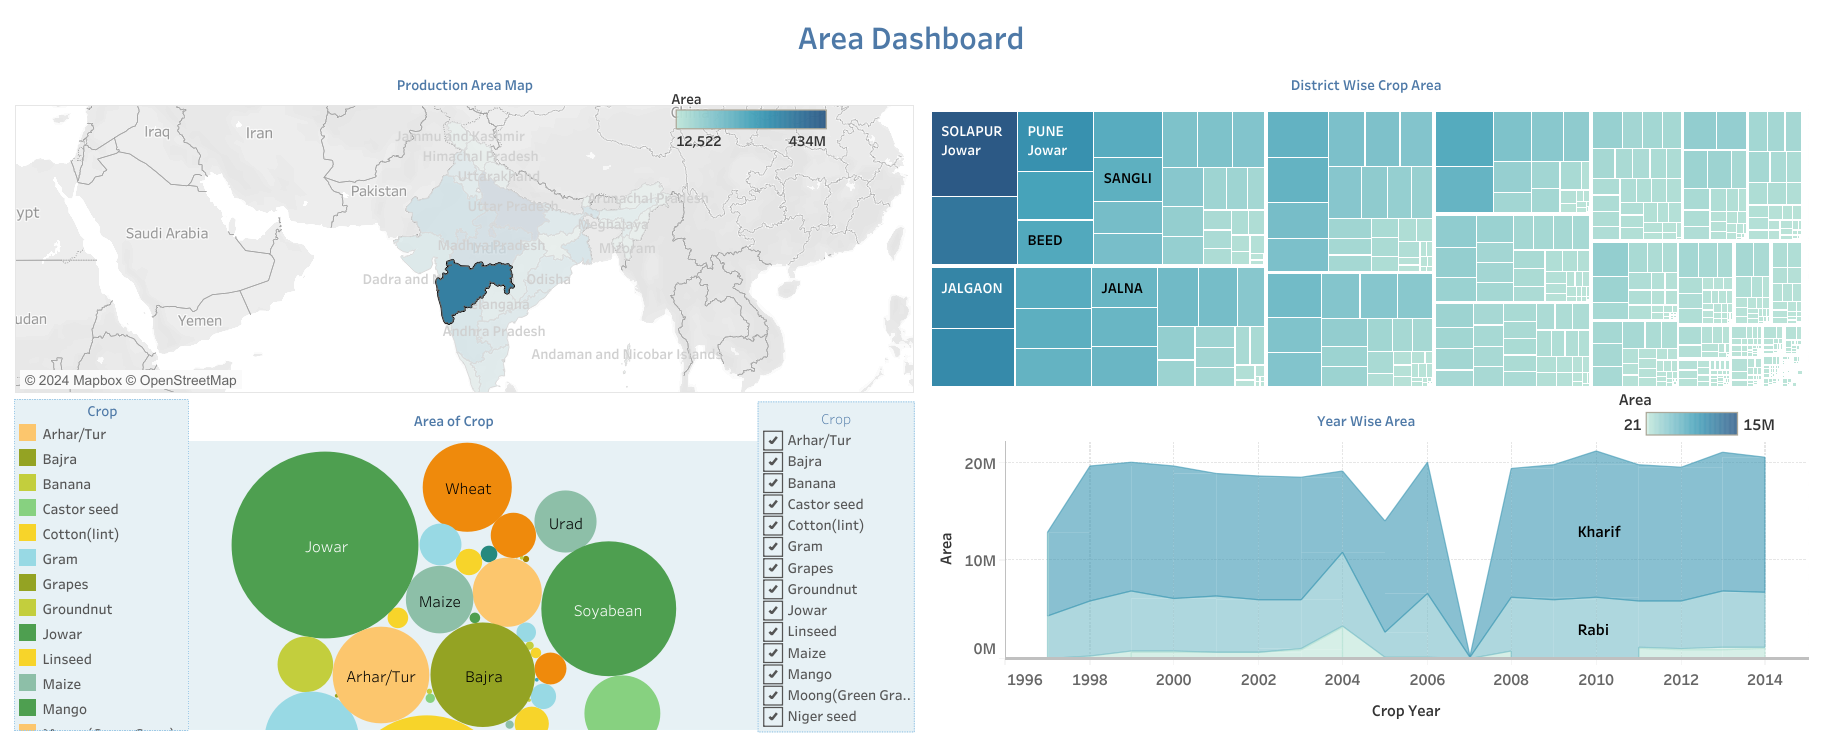 Area Dashboard
Production Area Map
Area
12,522 434M
Iraq
Iran
Pakistan
Saudi Arabia
Yemen
ypt
udan
Jammu and Kashmir
Himachal Pradesh
Uttarakhand
Uttar Pradesh
Arunachal Pradesh
Meghalaya
Mizoram
Odisha
Andhra Pradesh
Andaman and Nicobar Islands
© 2024 Mapbox © OpenStreetMap
District Wise Crop Area
SOLAPUR
Jowar
PUNE
Jowar
SANGLI
BEED
JALGAON
JALNA
Crop
Arhar/Tur
Bajra
Banana
Castor seed
Cotton(lint)
Gram
Grapes
Groundnut
Jowar
Linseed
Maize
Mango
Area of Crop
Wheat
Urad
Jowar
Maize
Soyabean
Arhar/Tur
Bajra
Crop
Arhar/Tur
Bajra
Banana
Castor seed
Cotton(lint)
Gram
Grapes
Groundnut
Jowar
Linseed
Maize
Mango
Moong(Green Gra..
Niger seed
Year Wise Area
Area
21 15M
20M
10M
0M
Area
Kharif
Rabi
1996 1998 2000 2002 2004 2006 2008 2010 2012 2014
Crop Year